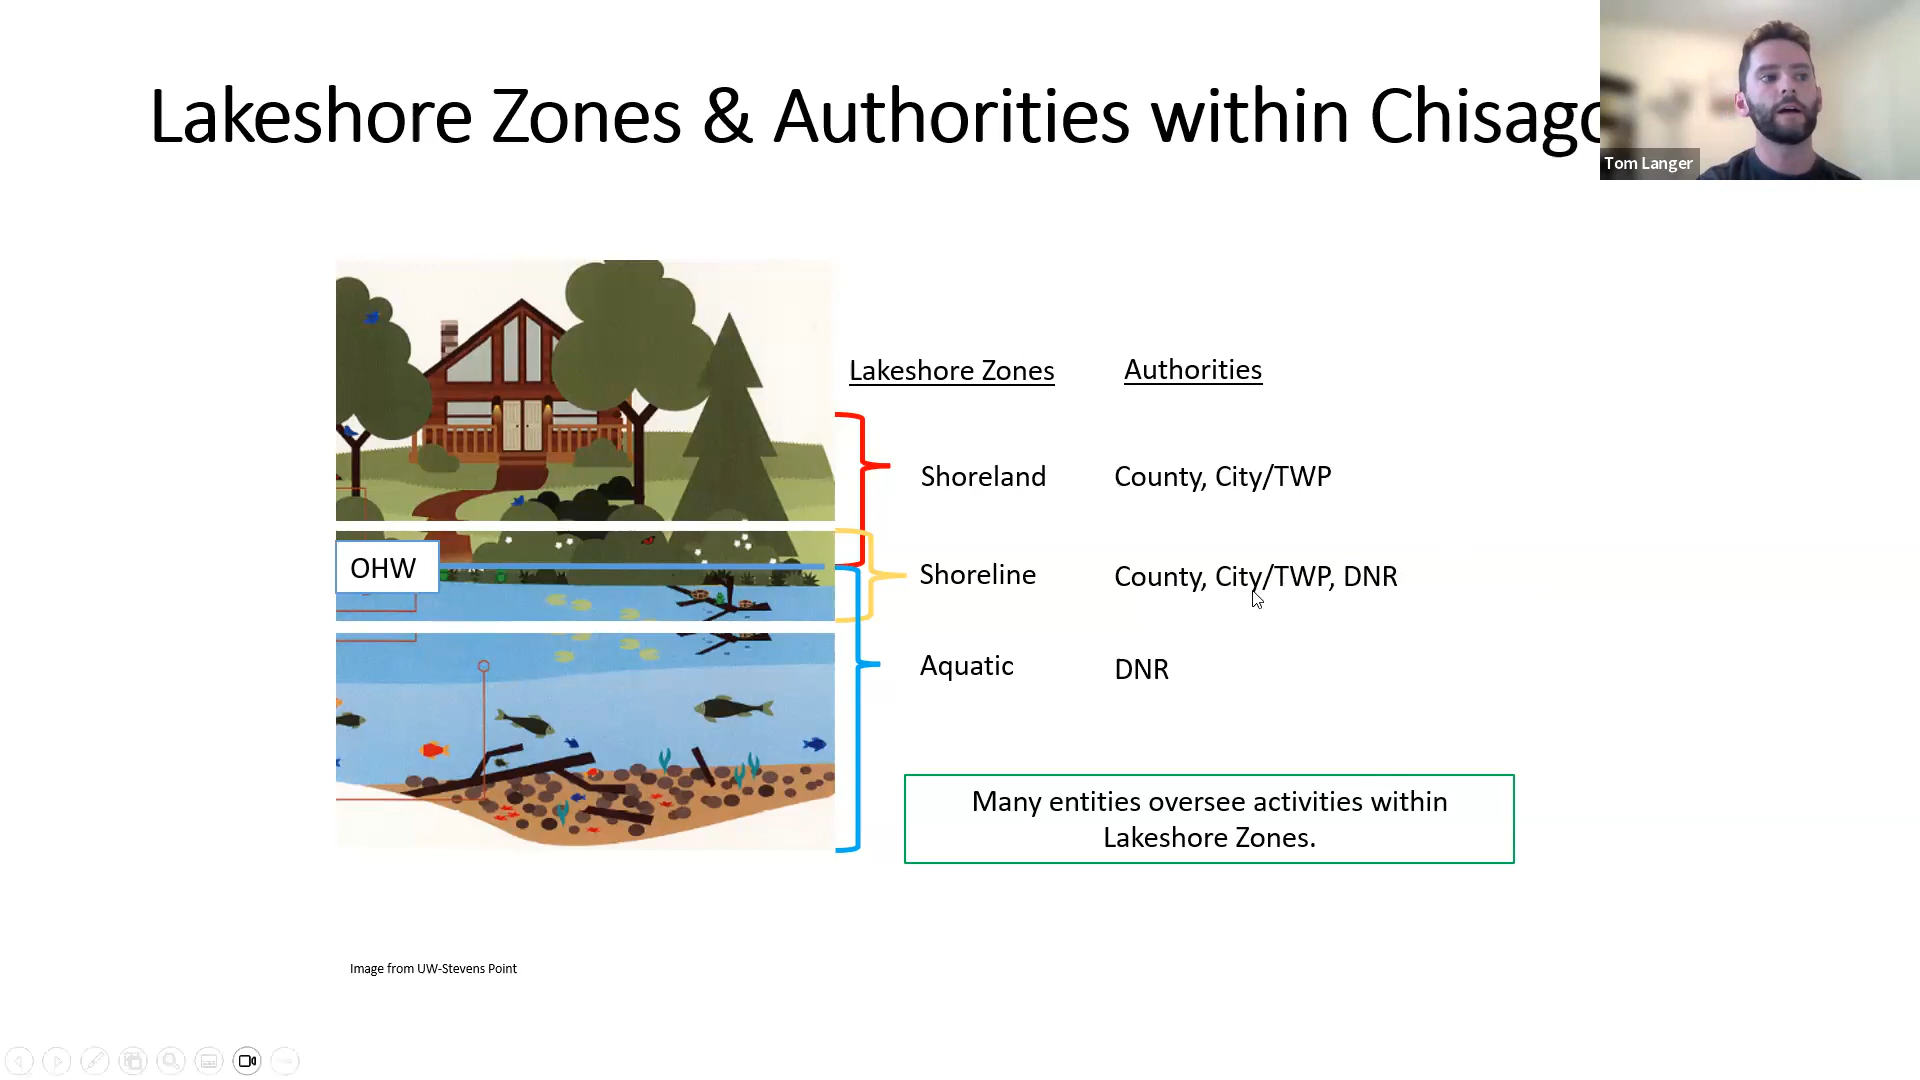 Lakeshore Zones & Authorities within Chisago
Tom Langer
Lakeshore Zones
Authorities
Shoreland
County, City/TWP
OHW
Shoreline
County, City/TWP, DNR
Aquatic
DNR
Many entities oversee activities within
Lakeshore Zones.
Image from UW-Stevens Point